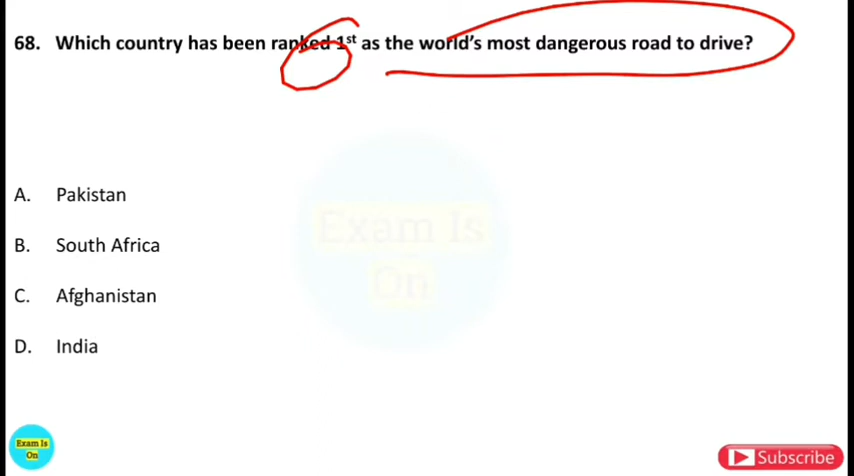 68. Which country has been ranked 1st as the world's most dangerous road to drive?
A. Pakistan
Exam Is
B. South Africa
On
C. Afghanistan
D. India
Exam Is
On
Subscribe